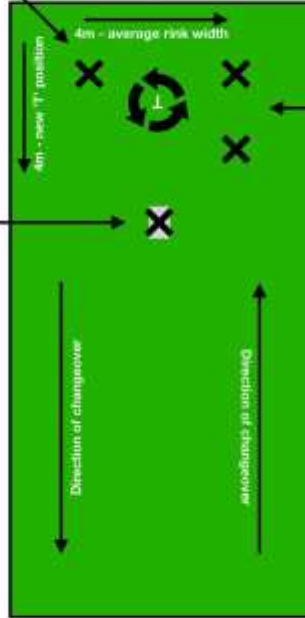 4m - average rink width
4m - new 'T' position
T
Direction of changeover
Direction of changeover